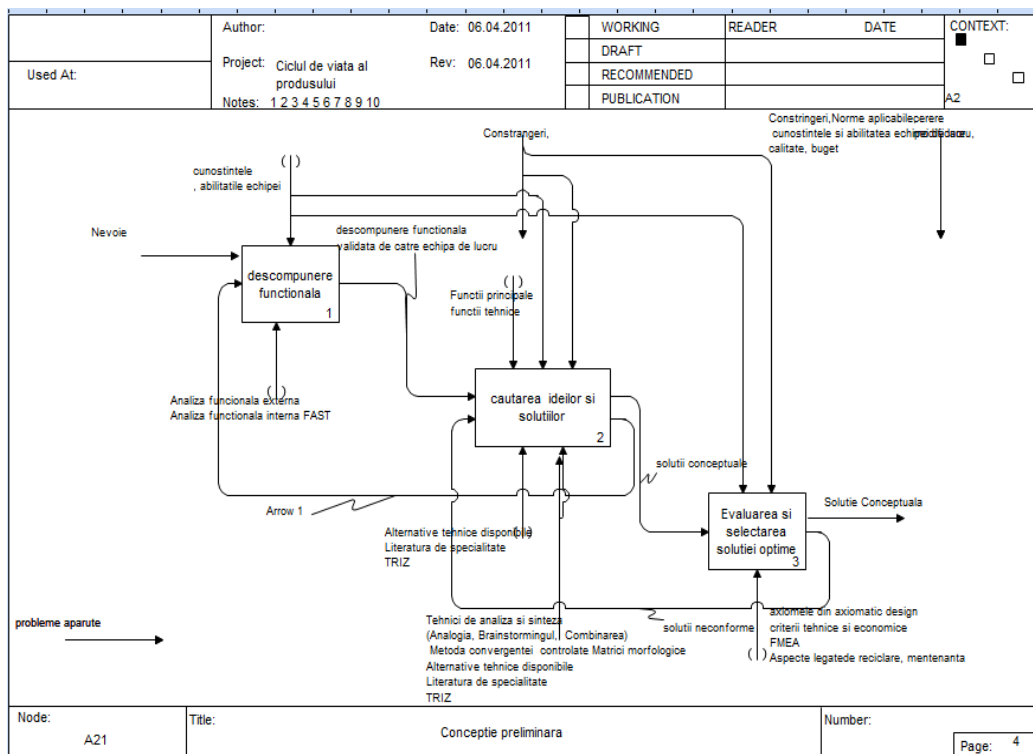 Used At:
Author:
Date: 06.04.2011
Project: Ciclul de viata al
produsului
Rev: 06.04.2011
Notes: 1 2 3 4 5 6 7 8 9 10
WORKING
DRAFT
RECOMMENDED
PUBLICATION
READER
DATE
CONTEXT:
A2
Constrangeri,
Constringeri,Norme aplicabile
cunostintele si abilitatea echipei
calitate, buget
( )
cunostintele
, abilitatile echipei
Nevoie
descompunere functionala
validata de catre echipa de lucru
descompunere
functionala
1
( )
Functii principale
functii tehnice
( )
Analiza funcionala externa
Analiza functionala interna FAST
cautarea ideilor si
solutiilor
2
solutii conceptuale
Arrow 1
Solutie Conceptuala
Evaluarea si
selectarea
solutiei optime
3
Alternative tehnice disponibile
( )
Literatura de specialitate
TRIZ
probleme aparute
Tehnici de analiza si sinteza
(Analogia, Brainstormingul, Combinarea)
Metoda convergentei controlate Matrici morfologice
Alternative tehnice disponibile
Literatura de specialitate
TRIZ
solutii neconforme
axiomele din axiomatic design
criterii tehnice si economice
FMEA
( )
Aspecte legatede reciclare, mentenanta
Node:
A21
Title:
Conceptie preliminara
Number:
Page: 4